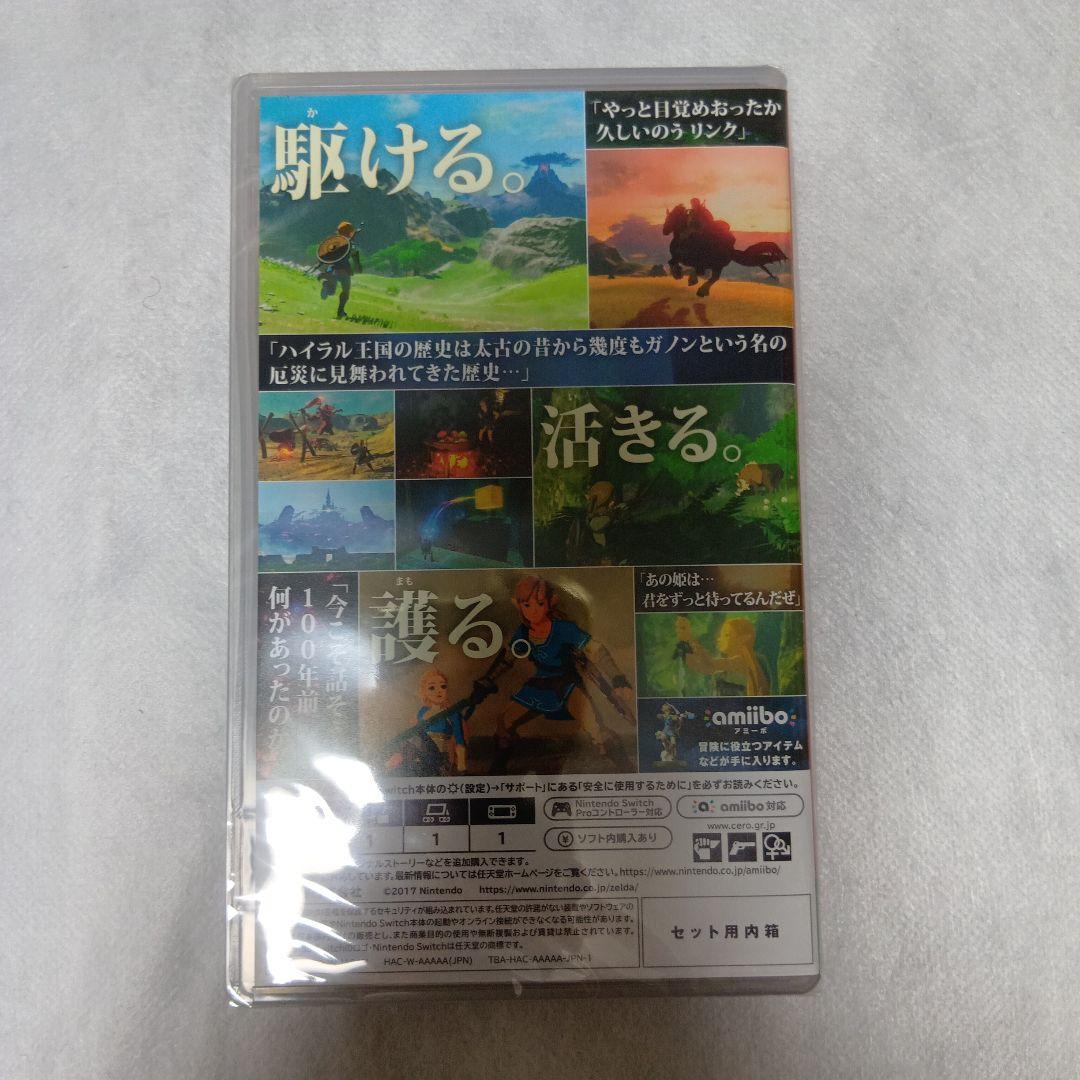 か
駆ける。
「やっと目覚めおったか
久しいのう リンク」
「ハイラル王国の歴史は太古の昔から幾度もガノンという名の
厄災に見舞われてきた歴史…」
活きる。
「今こそ話そ
100年前
何があったのか
まも
護る。
「あの姫は…
君をずっと待ってるんだぜ」
amiibo
アミーボ
冒険に役立つアイテム
などが手に入ります。
witch本体の(設定)→「サポート」にある「安全に使用するために」を必ずお読みください。
1
1
1
Nintendo Switch
Proコントローラー対応
amiibo対応
¥ ソフト内購入あり
www.cero.gr.jp
ナルストーリーなどを追加購入できます。
しています。最新情報については任天堂ホームページをご覧ください。https://www.nintendo.co.jp/amiibo/
会社 ©2017 Nintendo https://www.nintendo.co.jp/zelda/
するセキュリティが組み込まれています。任天堂の許諾がない装置やソフトウェアの
Nintendo Switch本体の起動やオンライン接続ができなくなる可能性があります。
の販売とし、また商業目的の使用や無断複製および賃貸は禁止されています。
ロゴ・Nintendo Switchは任天堂の商標です。
HAC-W-AAAAA(JPN) TBA-HAC-AAAAA-JPN-1
セット用内箱